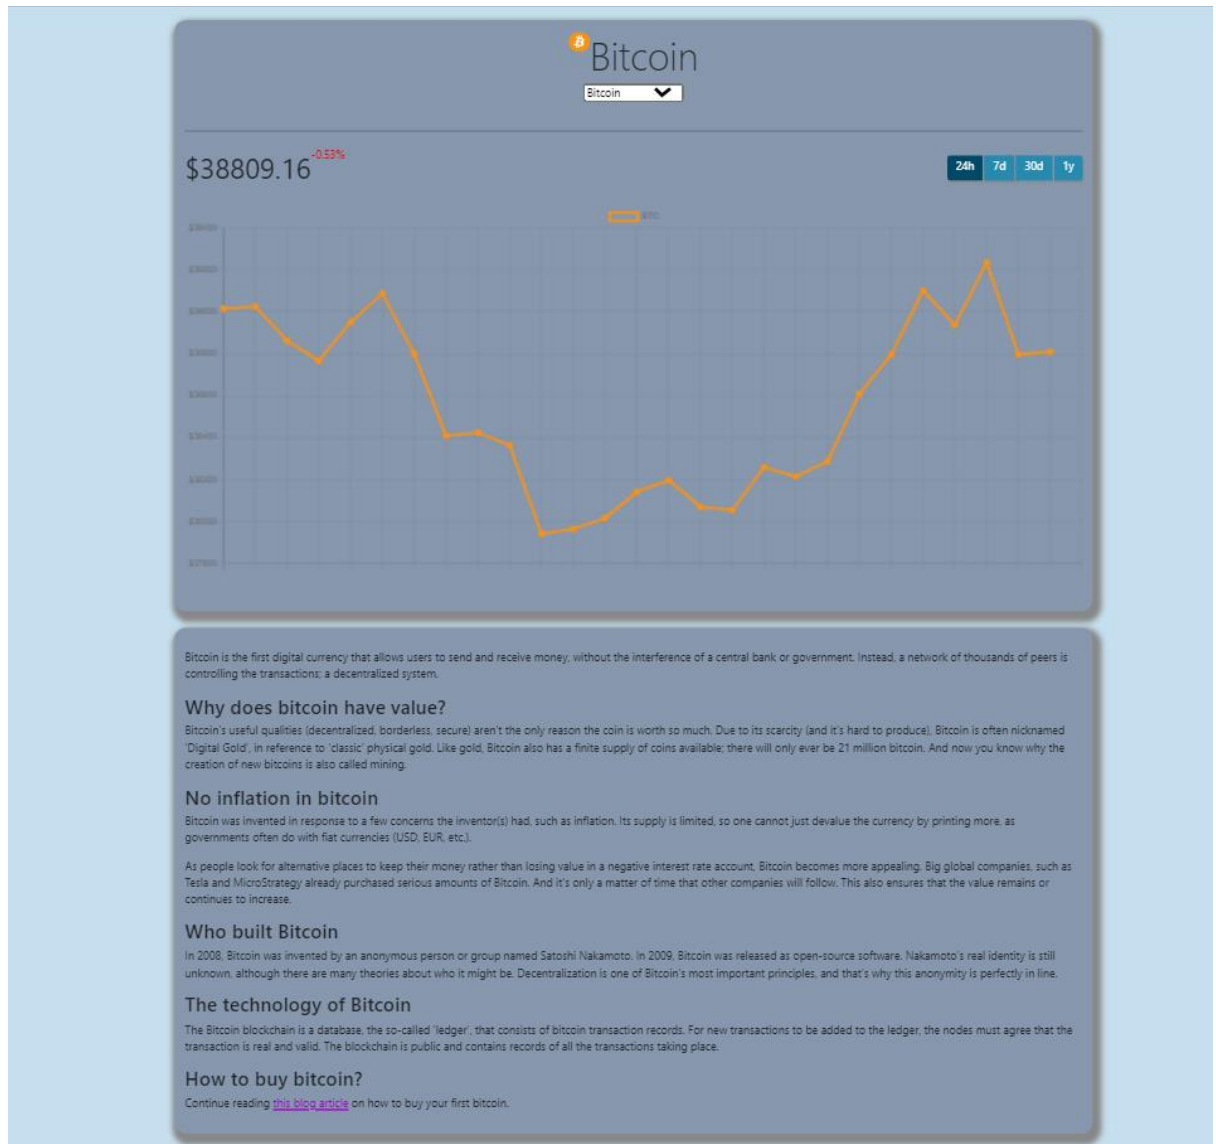 Bitcoin
Bitcoin
$38809.16
-0.53%
24h 7d 30d 1y
BTC
Bitcoin is the first digital currency that allows users to send and receive money, without the interference of a central bank or government. Instead, a network of thousands of peers is
controlling the transactions; a decentralized system.
Why does bitcoin have value?
Bitcoin's useful qualities (decentralized, borderless, secure) aren't the only reason the coin is worth so much. Due to its scarcity (and it's hard to produce), Bitcoin is often nicknamed
'Digital Gold', in reference to 'classic' physical gold. Like gold, Bitcoin also has a finite supply of coins available; there will only ever be 21 million bitcoin. And now you know why the
creation of new bitcoins is also called mining.
No inflation in bitcoin
Bitcoin was invented in response to a few concerns the inventor(s) had, such as inflation. Its supply is limited, so one cannot just devalue the currency by printing more, as
governments often do with fiat currencies (USD, EUR, etc.).
As people look for alternative places to keep their money rather than losing value in a negative interest rate account, Bitcoin becomes more appealing. Big global companies, such as
Tesla and MicroStrategy already purchased serious amounts of Bitcoin. And it's only a matter of time that other companies will follow. This also ensures that the value remains or
continues to increase.
Who built Bitcoin
In 2008, Bitcoin was invented by an anonymous person or group named Satoshi Nakamoto. In 2009, Bitcoin was released as open-source software. Nakamoto's real identity is still
unknown, although there are many theories about who it might be. Decentralization is one of Bitcoin's most important principles, and that's why this anonymity is perfectly in line.
The technology of Bitcoin
The Bitcoin blockchain is a database, the so-called 'ledger', that consists of bitcoin transaction records. For new transactions to be added to the ledger, the nodes must agree that the
transaction is real and valid. The blockchain is public and contains records of all the transactions taking place.
How to buy bitcoin?
Continue reading this blog article on how to buy your first bitcoin.